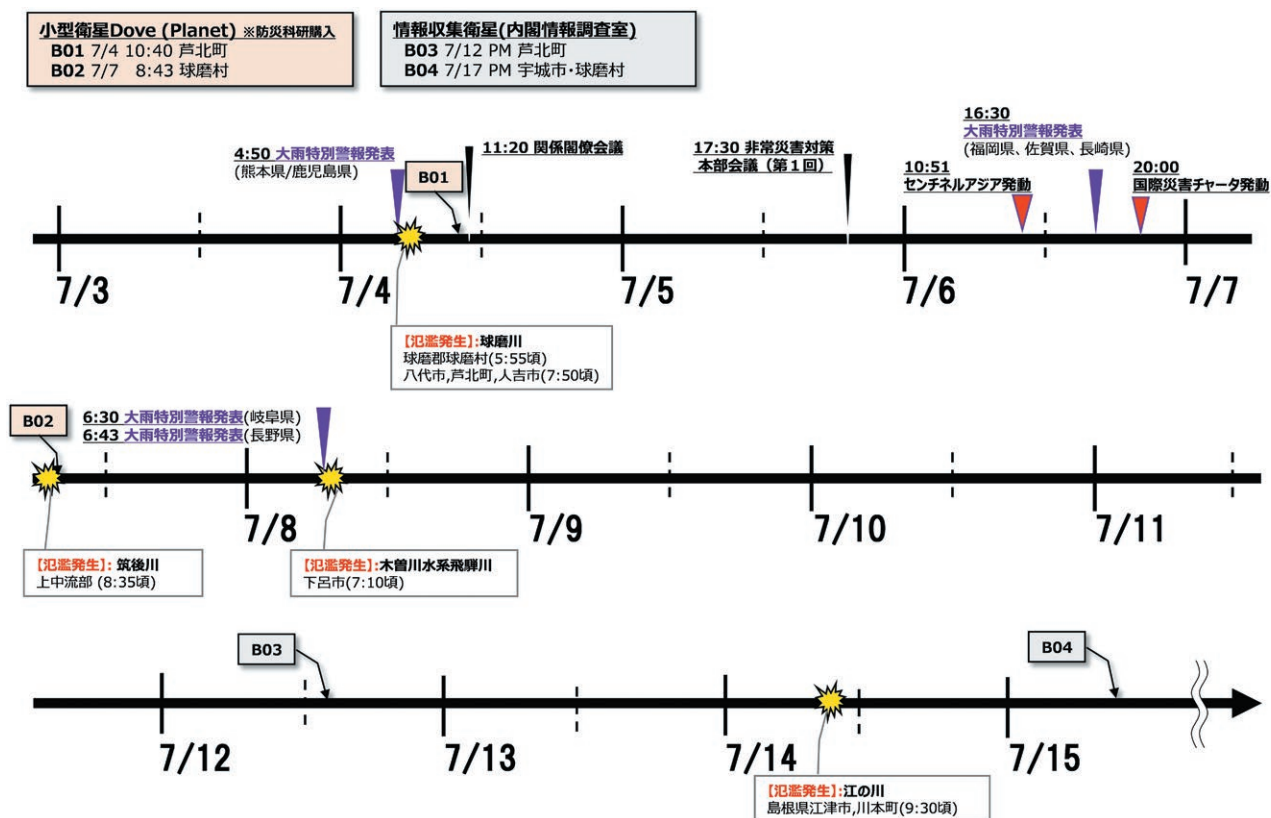 小型衛星Dove (Planet) ※防災科研購入
B01 7/4 10:40 芦北町
B02 7/7 8:43 球磨村
情報収集衛星(内閣情報調査室)
B03 7/12 PM 芦北町
B04 7/17 PM 宇城市・球磨村
4:50 大雨特別警報発表
(熊本県/鹿児島県)
B01
11:20 関係閣僚会議
17:30 非常災害対策
本部会議（第１回）
10:51
センチネルアジア発動
16:30
大雨特別警報発表
(福岡県、佐賀県、長崎県)
20:00
国際災害チャータ発動
7/3
7/4
7/5
7/6
7/7
【氾濫発生】:球磨川
球磨郡球磨村(5:55頃)
八代市,芦北町,人吉市(7:50頃)
B02
6:30 大雨特別警報発表(岐阜県)
6:43 大雨特別警報発表(長野県)
7/8
7/9
7/10
7/11
【氾濫発生】: 筑後川
上中流部 (8:35頃)
【氾濫発生】:木曽川水系飛騨川
下呂市(7:10頃)
B03
B04
7/12
7/13
7/14
7/15
【氾濫発生】:江の川
島根県江津市,川本町(9:30頃)